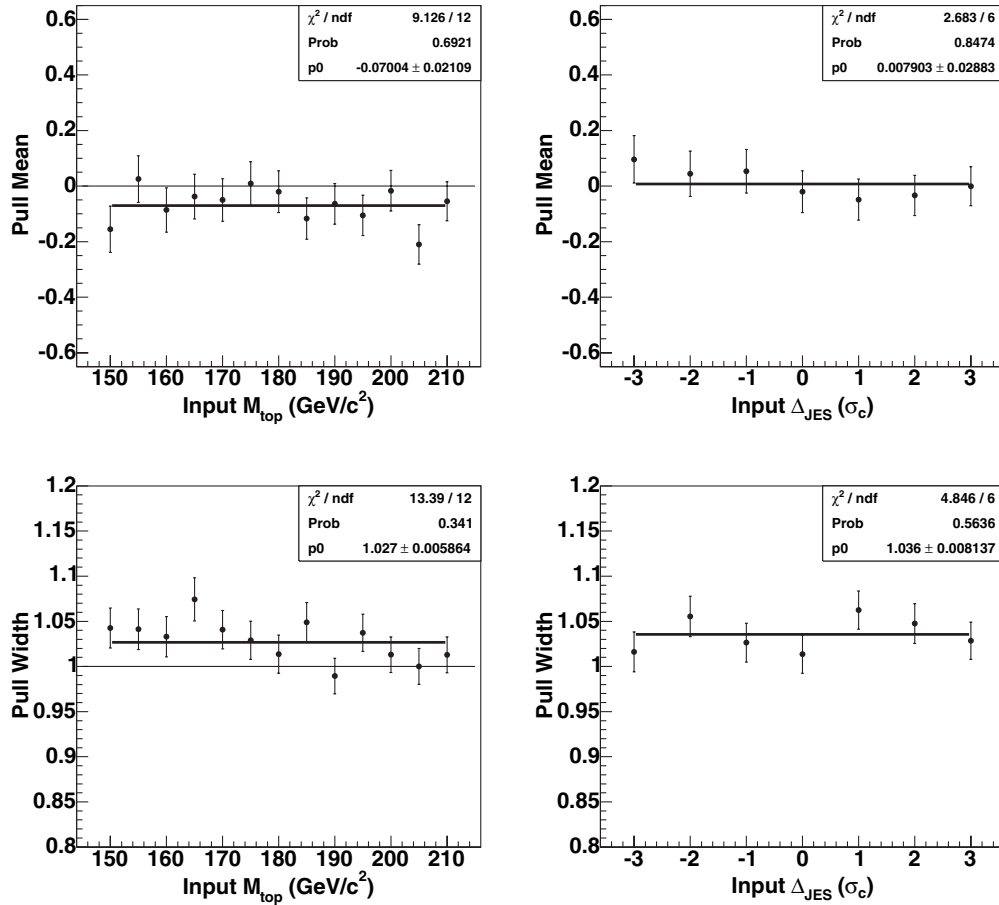 χ² / ndf 9.126 / 12
Prob 0.6921
p0 -0.07004 ± 0.02109
0.6
0.4
0.2
0
-0.2
-0.4
-0.6
Pull Mean
150 160 170 180 190 200 210
Input M_top (GeV/c²)
χ² / ndf 2.683 / 6
Prob 0.8474
p0 0.007903 ± 0.02883
0.6
0.4
0.2
0
-0.2
-0.4
-0.6
Pull Mean
-3 -2 -1 0 1 2 3
Input Δ_JES (σ_c)
χ² / ndf 13.39 / 12
Prob 0.341
p0 1.027 ± 0.005864
1.2
1.15
1.1
1.05
1
0.95
0.9
0.85
0.8
Pull Width
150 160 170 180 190 200 210
Input M_top (GeV/c²)
χ² / ndf 4.846 / 6
Prob 0.5636
p0 1.036 ± 0.008137
1.2
1.15
1.1
1.05
1
0.95
0.9
0.85
0.8
Pull Width
-3 -2 -1 0 1 2 3
Input Δ_JES (σ_c)